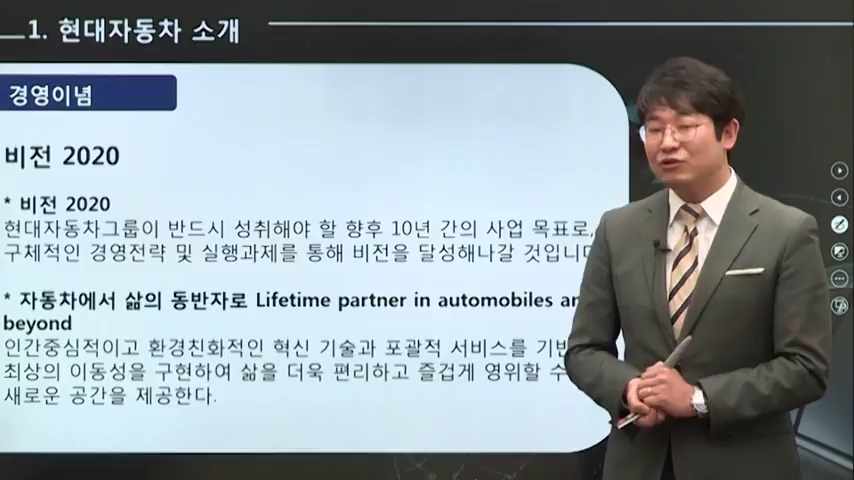 1. 현대자동차 소개
경영이념
비전 2020
* 비전 2020
현대자동차그룹이 반드시 성취해야 할 향후 10년 간의 사업 목표로,
구체적인 경영전략 및 실행과제를 통해 비전을 달성해나갈 것입니다
* 자동차에서 삶의 동반자로 Lifetime partner in automobiles
beyond
인간중심적이고 환경친화적인 혁신 기술과 포괄적 서비스를
최상의 이동성을 구현하여 삶을 더욱 편리하고 즐겁게 영위할 수
새로운 공간을 제공한다.